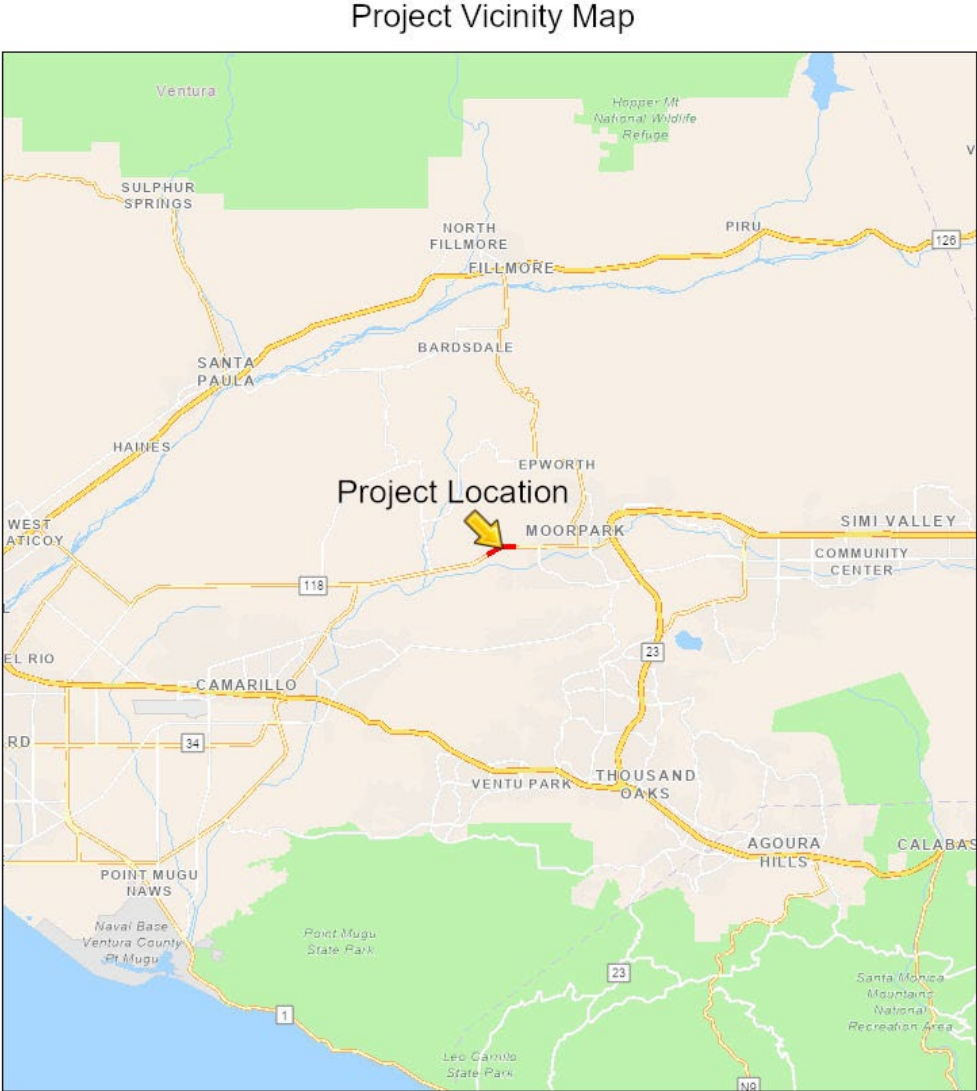 Project Vicinity Map
Ventura
Hopper Mt
National Wildlife
Refuge
V
SULPHUR
SPRINGS
NORTH
FILLMORE
PIRU
126
FILLMORE
BARDSDALE
SANTA
PAULA
HAINES
EPWORTH
Project Location
WEST
ATICOY
MOORPARK
SIMI VALLEY
COMMUNITY
CENTER
118
EL RIO
23
CAMARILLO
RD
34
VENTU PARK
THOUSAND
OAKS
AGOURA
HILLS
CALABAS
POINT MUGU
NAWS
Naval Base
Ventura County
Pt Mugu
Point Mugu
State Park
23
Santa Monica
Mountains
National
Recreation Area
1
Leo Carrillo
State Park
N9